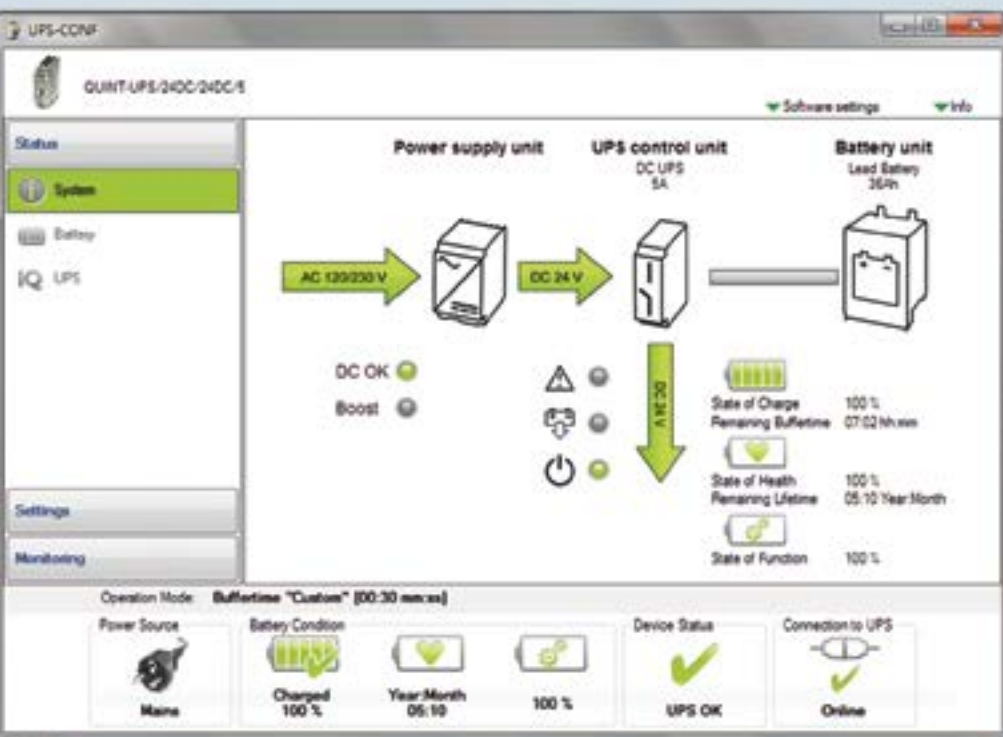 UPS-CONF
QUINT-UPS/24DC/24DC/5
Software settings
Info
Status
System
Battery
IQ UPS
Settings
Monitoring
Power supply unit
UPS control unit
DC UPS
5A
Battery unit
Lead Battery
36Ah
AC 120/230 V
DC 24 V
DC 24 V
DC OK
Boost
State of Charge 100 %
Remaining Buffertime 07:02 hh:mm
State of Health 100 %
Remaining Lifetime 05:10 Year:Month
State of Function 100 %
Operation Mode: Buffertime "Custom" [00:30 mm:ss]
Power Source
Mains
Battery Condition
Charged
100 %
Year:Month
05:10
100 %
Device Status
UPS OK
Connection to UPS
Online